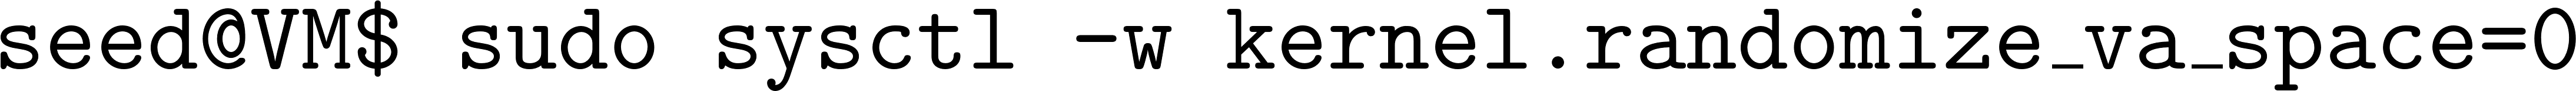 seed@VM$ sudo sysctl -w kernel.randomize_va_space=0